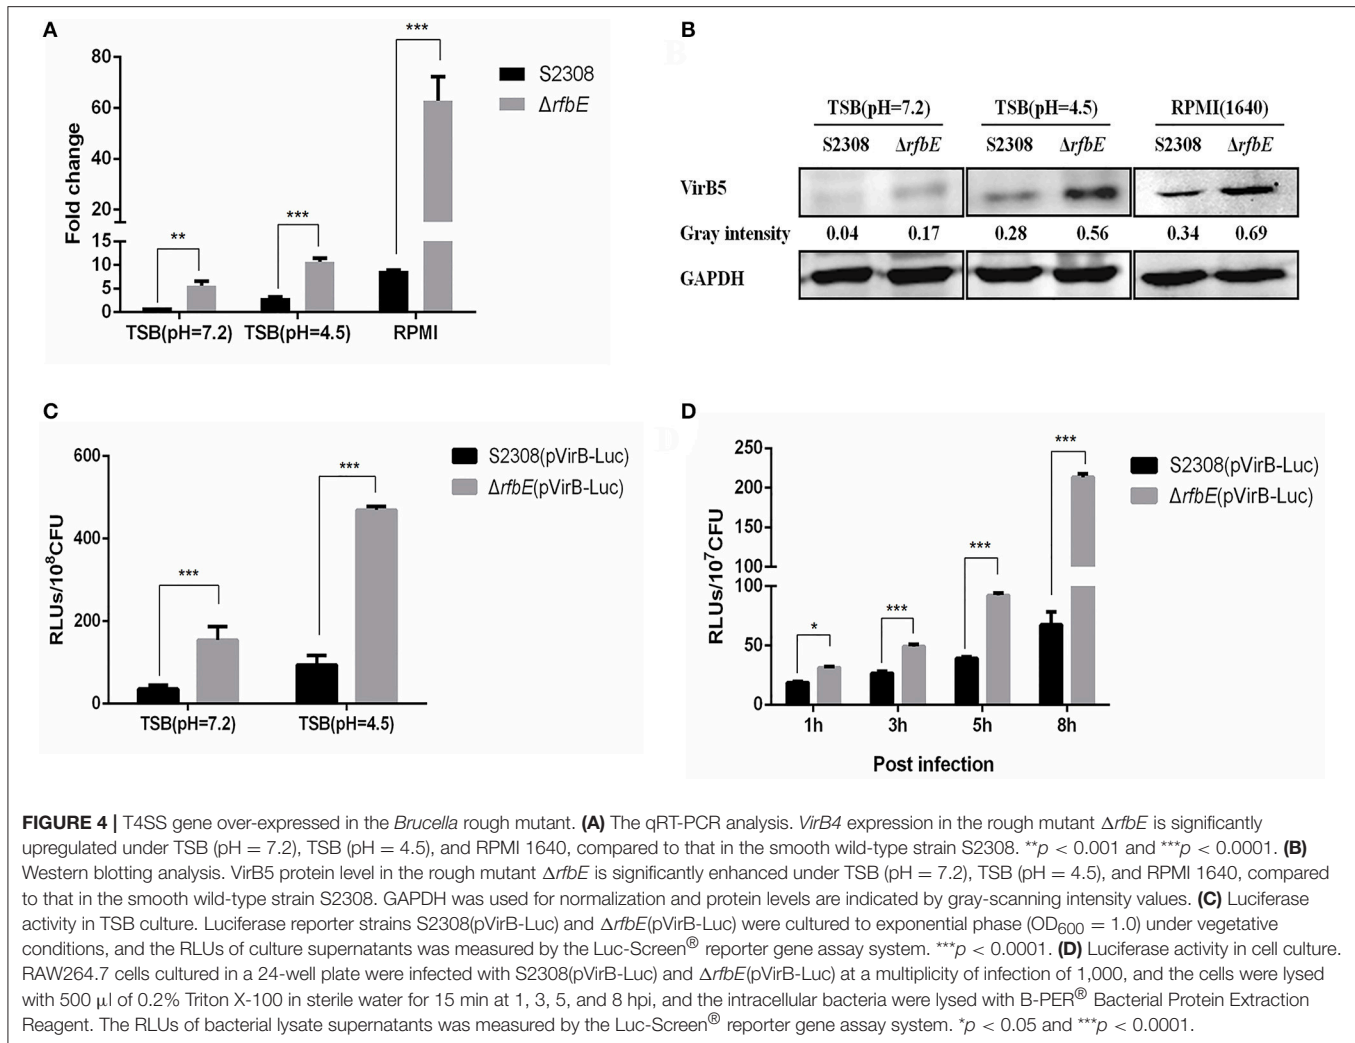 A
Fold change
80
60
40
20
15
10
5
0
**
***
***
S2308
ΔrfbE
TSB(pH=7.2) TSB(pH=4.5) RPMI
B
B
TSB(pH=7.2) TSB(pH=4.5) RPMI(1640)
S2308 ΔrfbE S2308 ΔrfbE S2308 ΔrfbE
VirB5
Gray intensity 0.04 0.17 0.28 0.56 0.34 0.69
GAPDH
C
RLUs/10⁸CFU
600
400
200
0
***
***
S2308(pVirB-Luc)
ΔrfbE(pVirB-Luc)
TSB(pH=7.2) TSB(pH=4.5)
D
D
RLUs/10⁷CFU
250
200
150
100
100
50
0
*
***
***
***
S2308(pVirB-Luc)
ΔrfbE(pVirB-Luc)
1h 3h 5h 8h
Post infection
FIGURE 4 | T4SS gene over-expressed in the Brucella rough mutant. (A) The qRT-PCR analysis. VirB4 expression in the rough mutant ΔrfbE is significantly
upregulated under TSB (pH = 7.2), TSB (pH = 4.5), and RPMI 1640, compared to that in the smooth wild-type strain S2308. **p < 0.001 and ***p < 0.0001. (B)
Western blotting analysis. VirB5 protein level in the rough mutant ΔrfbE is significantly enhanced under TSB (pH = 7.2), TSB (pH = 4.5), and RPMI 1640, compared
to that in the smooth wild-type strain S2308. GAPDH was used for normalization and protein levels are indicated by gray-scanning intensity values. (C) Luciferase
activity in TSB culture. Luciferase reporter strains S2308(pVirB-Luc) and ΔrfbE(pVirB-Luc) were cultured to exponential phase (OD₆₀₀ = 1.0) under vegetative
conditions, and the RLUs of culture supernatants was measured by the Luc-Screen® reporter gene assay system. ***p < 0.0001. (D) Luciferase activity in cell culture.
RAW264.7 cells cultured in a 24-well plate were infected with S2308(pVirB-Luc) and ΔrfbE(pVirB-Luc) at a multiplicity of infection of 1,000, and the cells were lysed
with 500 μl of 0.2% Triton X-100 in sterile water for 15 min at 1, 3, 5, and 8 hpi, and the intracellular bacteria were lysed with B-PER® Bacterial Protein Extraction
Reagent. The RLUs of bacterial lysate supernatants was measured by the Luc-Screen® reporter gene assay system. *p < 0.05 and ***p < 0.0001.